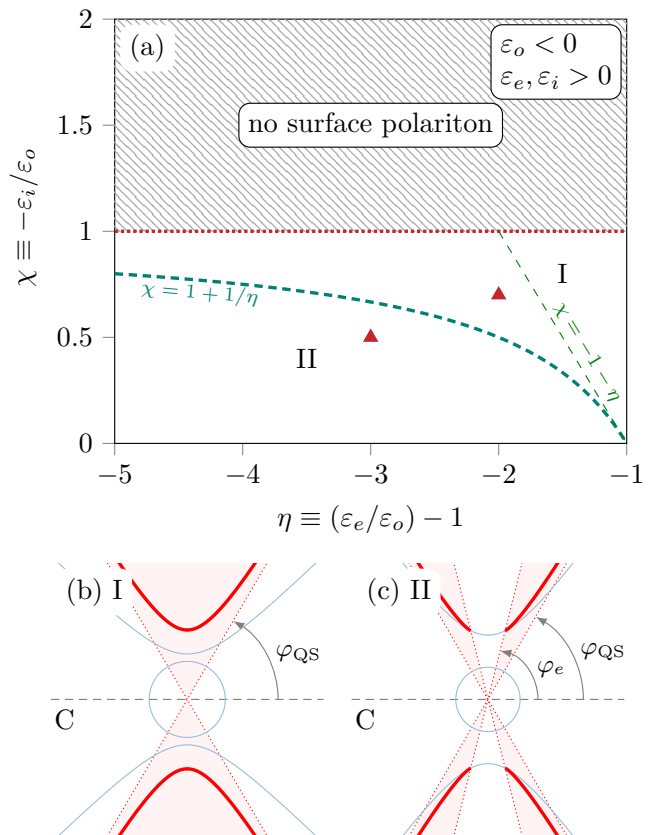 2
(a)
ε_o < 0
ε_e, ε_i > 0
no surface polariton
1.5
χ ≡ −ε_i/ε_o
1
I
χ = 1 + 1/η
χ = −1 − η
0.5
II
0
−5
−4
−3
−2
−1
η ≡ (ε_e/ε_o) − 1
(b) I
φ_QS
C
(c) II
φ_e
φ_QS
C